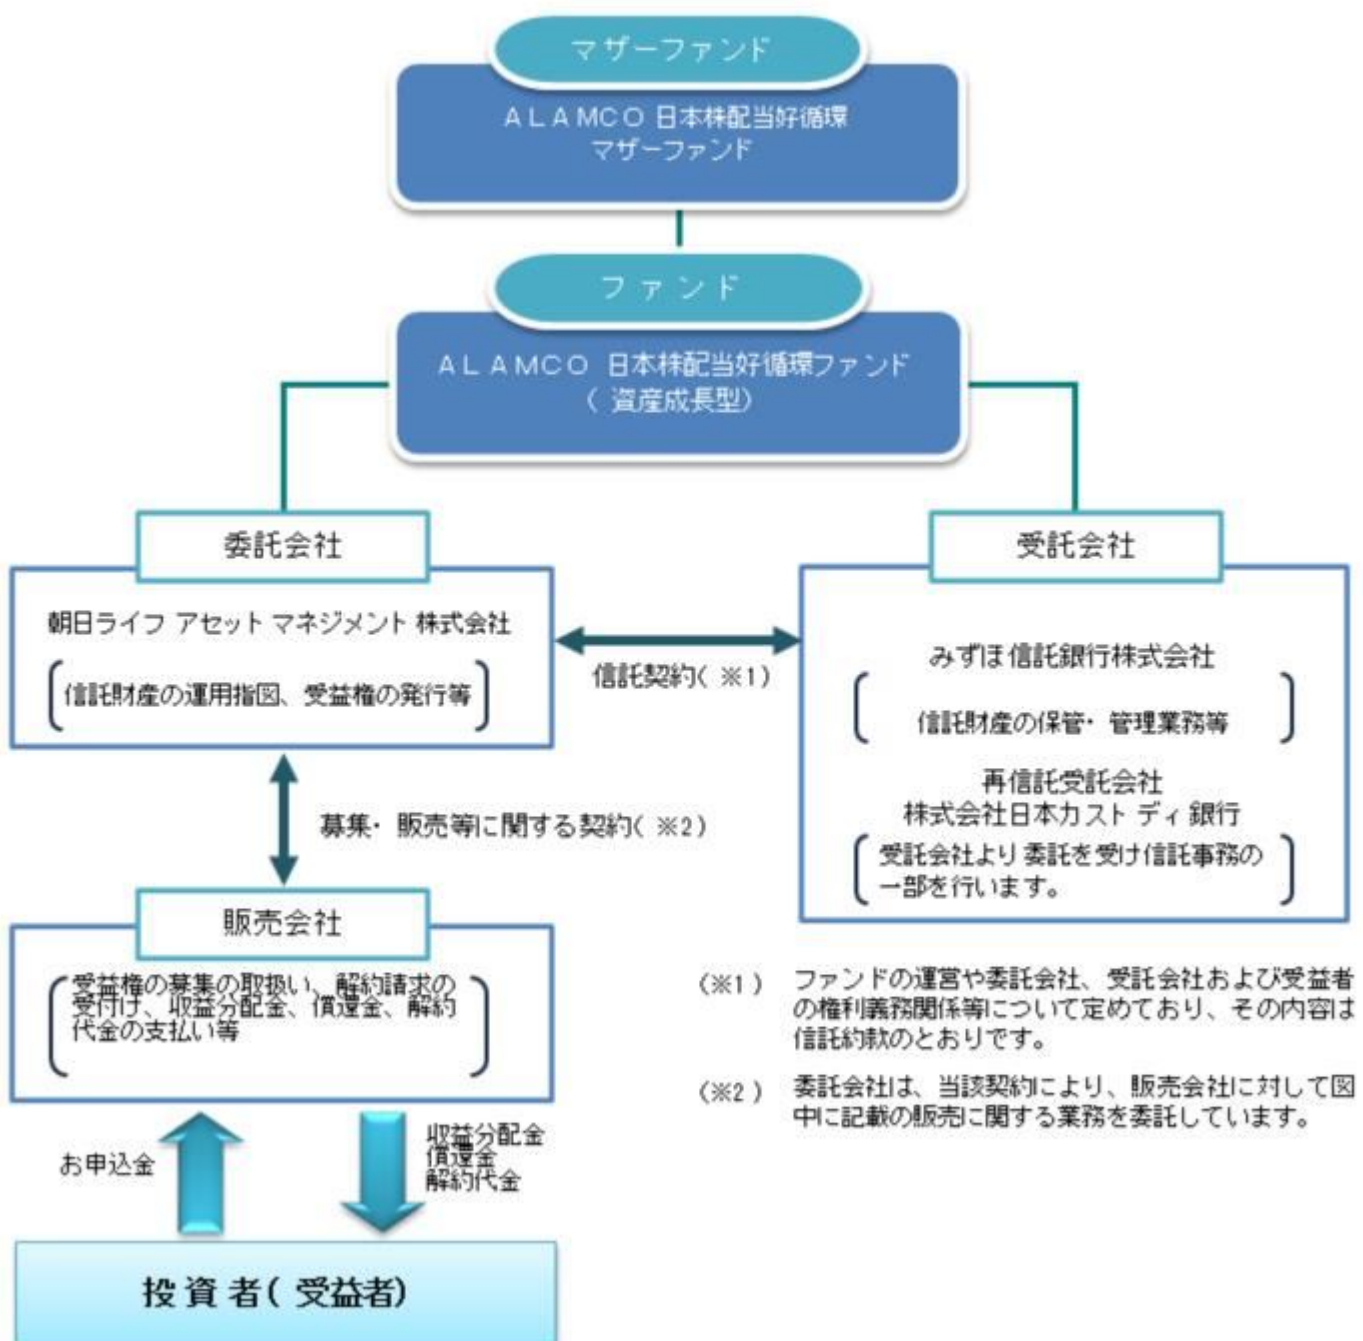 マザーファンド
ALAMCO 日本株配当好循環
マザーファンド
ファンド
ALAMCO 日本株配当好循環ファンド
( 資産成長型)
委託会社
朝日ライフ アセット マネジメント 株式会社
信託財産の運用指図、受益権の発行等
信託契約( ※1)
受託会社
みずほ信託銀行株式会社
信託財産の保管・ 管理業務等
再信託受託会社
株式会社日本カスト ディ 銀行
受託会社より 委託を受け信託事務の
一部を行います。
募集・ 販売等に関する契約( ※2)
販売会社
受益権の募集の取扱い、解約請求の
受付け、収益分配金、償還金、解約
代金の支払い等
(※1 ) ファンドの運営や委託会社、受託会社および受益者
の権利義務関係等について定めており、その内容は
信託約款のとおりです。
(※2 ) 委託会社は、当該契約により、販売会社に対して図
中に記載の販売に関する業務を委託しています。
お申込金
収益分配金
償還金
解約代金
投資者( 受益者)